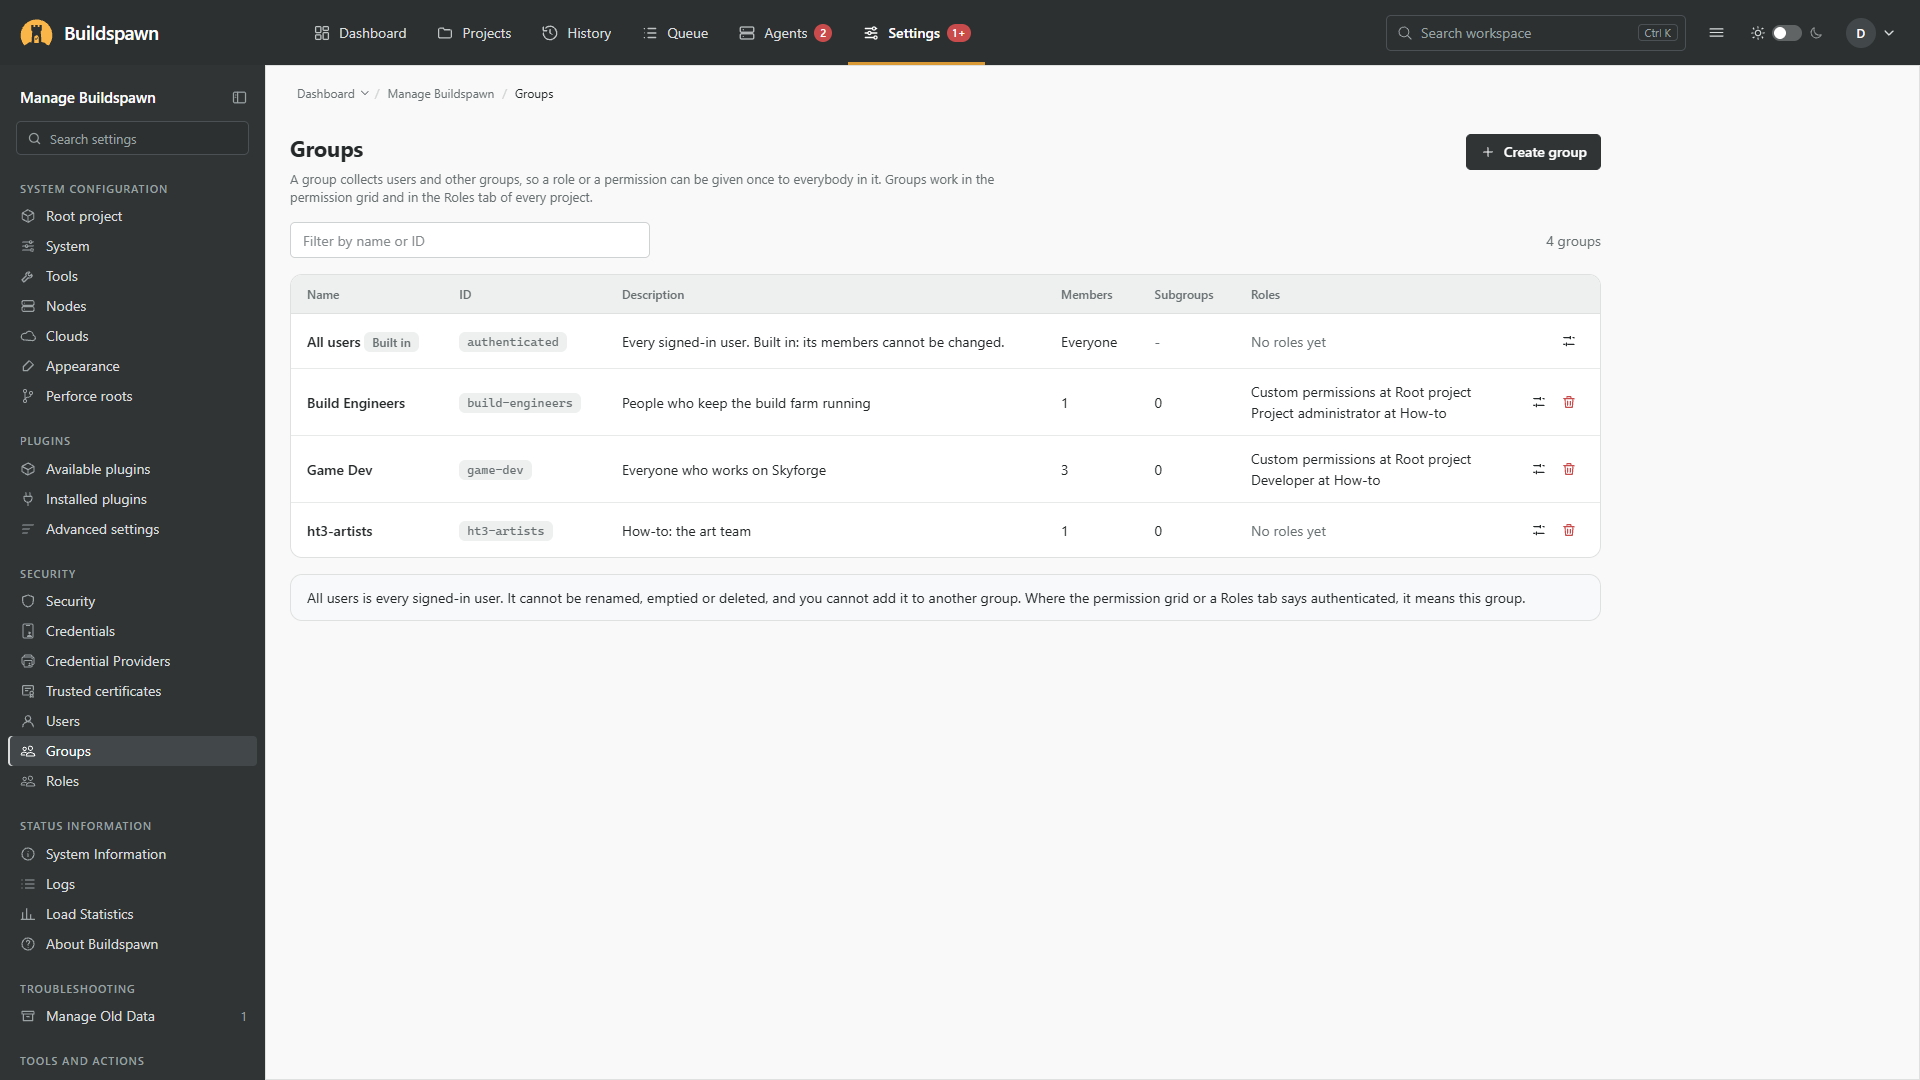 Buildspawn
Dashboard
Projects
History
Queue
Agents 2
Settings 1+
Search workspace Ctrl K
D
Manage Buildspawn
Search settings
SYSTEM CONFIGURATION
Root project
System
Tools
Nodes
Clouds
Appearance
Perforce roots
PLUGINS
Available plugins
Installed plugins
Advanced settings
SECURITY
Security
Credentials
Credential Providers
Trusted certificates
Users
Groups
Roles
STATUS INFORMATION
System Information
Logs
Load Statistics
About Buildspawn
TROUBLESHOOTING
Manage Old Data 1
TOOLS AND ACTIONS
Dashboard / Manage Buildspawn / Groups
Groups
A group collects users and other groups, so a role or a permission can be given once to everybody in it. Groups work in the
permission grid and in the Roles tab of every project.
Create group
Filter by name or ID
4 groups
Name ID Description Members Subgroups Roles
All users Built in authenticated Every signed-in user. Built in: its members cannot be changed. Everyone - No roles yet
Build Engineers build-engineers People who keep the build farm running 1 0 Custom permissions at Root project
Project administrator at How-to
Game Dev game-dev Everyone who works on Skyforge 3 0 Custom permissions at Root project
Developer at How-to
ht3-artists ht3-artists How-to: the art team 1 0 No roles yet
All users is every signed-in user. It cannot be renamed, emptied or deleted, and you cannot add it to another group. Where the permission grid or a Roles tab says authenticated, it means this group.